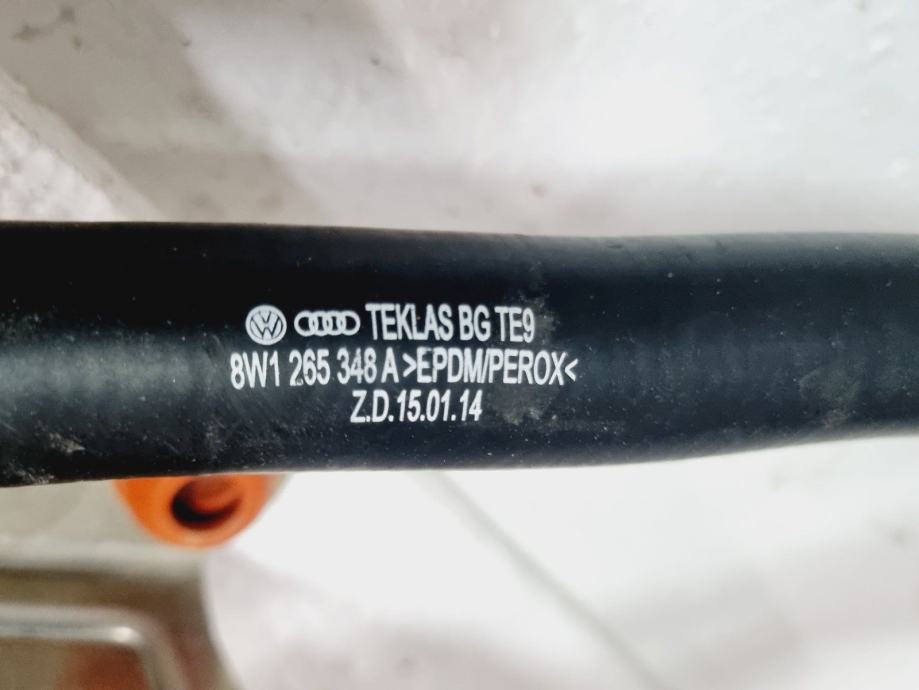 TEKLAS BG TE9
8W1 265 348 A >EPDM/PEROX<
Z.D.15.01.14